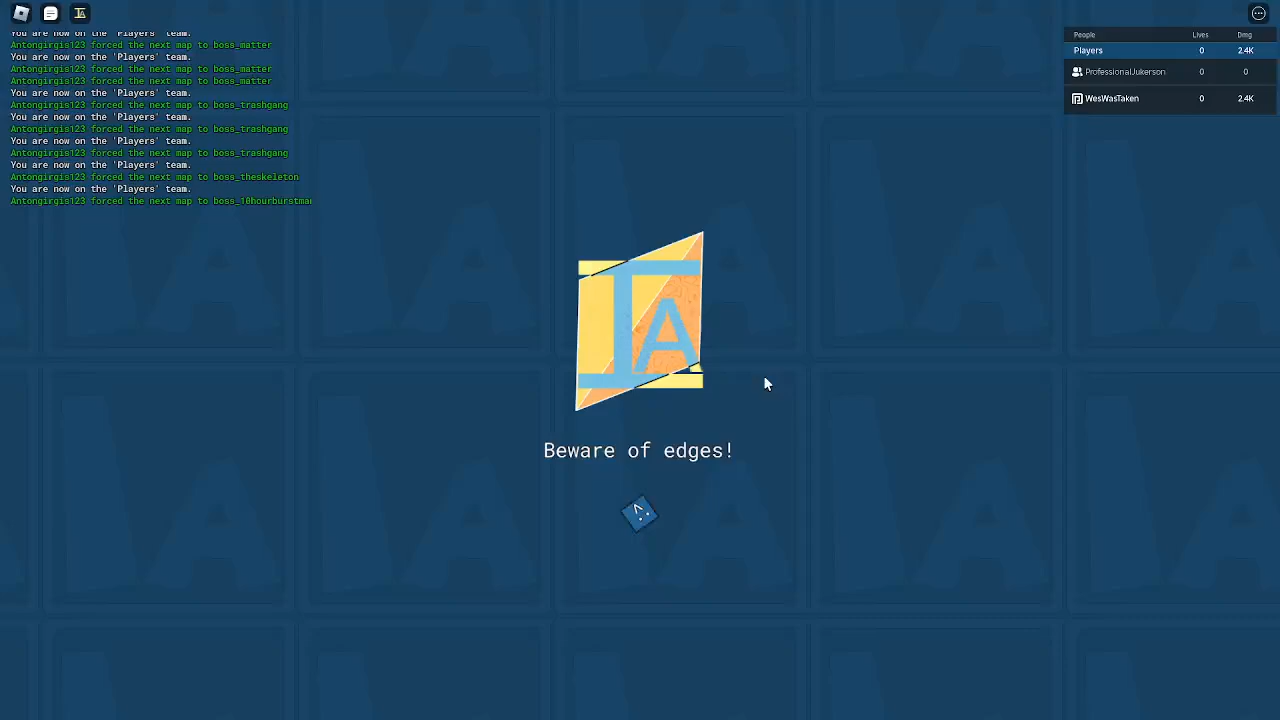 You are now on the 'Players' team.
Antongirgis123 forced the next map to boss_matter
You are now on the 'Players' team.
Antongirgis123 forced the next map to boss_matter
Antongirgis123 forced the next map to boss_matter
You are now on the 'Players' team.
Antongirgis123 forced the next map to boss_trashgang
You are now on the 'Players' team.
Antongirgis123 forced the next map to boss_trashgang
You are now on the 'Players' team.
Antongirgis123 forced the next map to boss_trashgang
You are now on the 'Players' team.
Antongirgis123 forced the next map to boss_theskeleton
You are now on the 'Players' team.
Antongirgis123 forced the next map to boss_10hourburstman
People Lives Dmg
Players 0 2.4K
ProfessionalJukerson 0 0
WesWasTaken 0 2.4K
IA
Beware of edges!